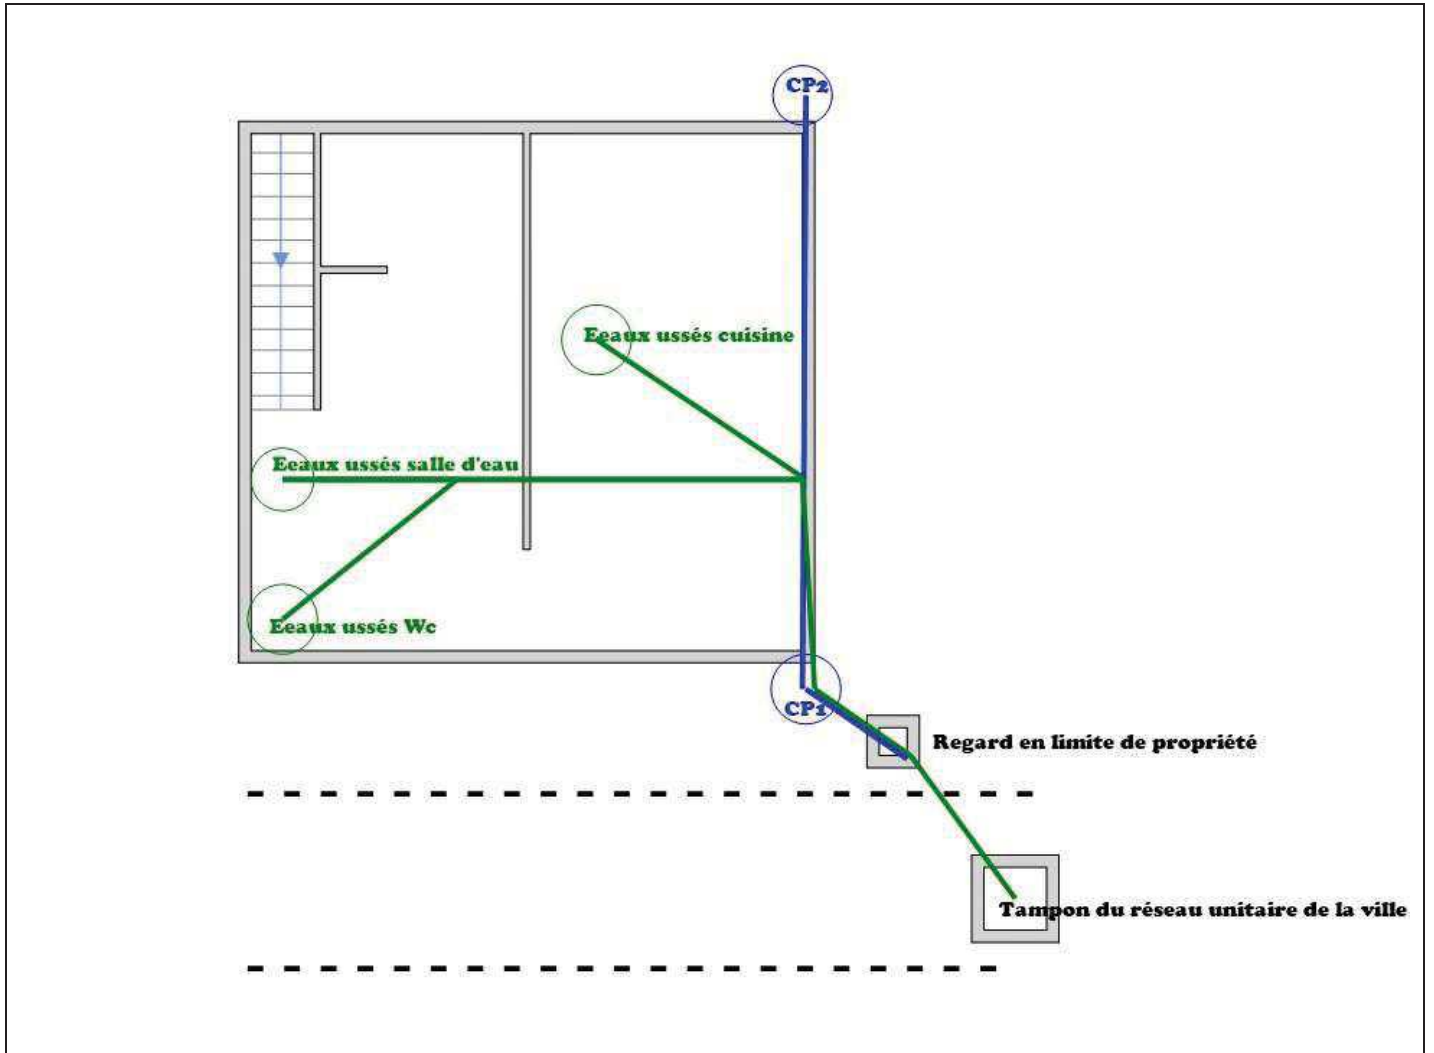 CP2
Eeaux ussés cuisine
Eeaux ussés salle d'eau
Eeaux ussés Wc
CP1
Regard en limite de propriété
Tampon du réseau unitaire de la ville